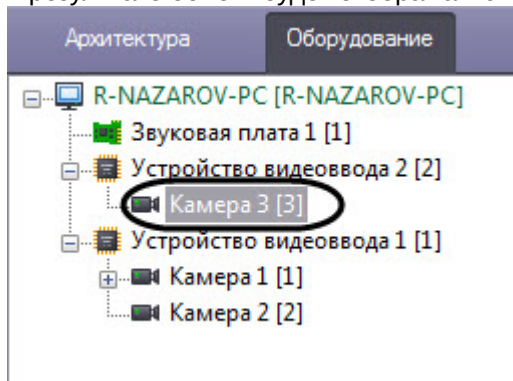 Архитектура Оборудование
R-NAZAROV-PC [R-NAZAROV-PC]
Звуковая плата 1 [1]
Устройство видеоввода 2 [2]
Камера 3 [3]
Устройство видеоввода 1 [1]
Камера 1 [1]
Камера 2 [2]